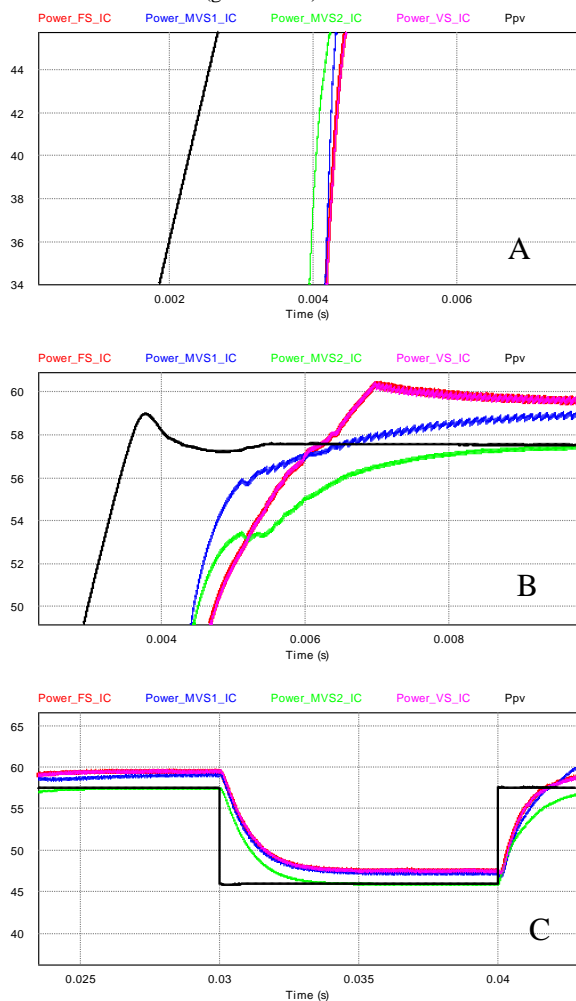 Power_FS_IC Power_MVS1_IC Power_MVS2_IC Power_VS_IC Ppv
44
42
40
38
36
34
A
0.002 0.004 0.006
Time (s)
Power_FS_IC Power_MVS1_IC Power_MVS2_IC Power_VS_IC Ppv
60
58
56
54
52
50
B
0.004 0.006 0.008
Time (s)
Power_FS_IC Power_MVS1_IC Power_MVS2_IC Power_VS_IC Ppv
65
60
55
50
45
40
C
0.025 0.03 0.035 0.04
Time (s)